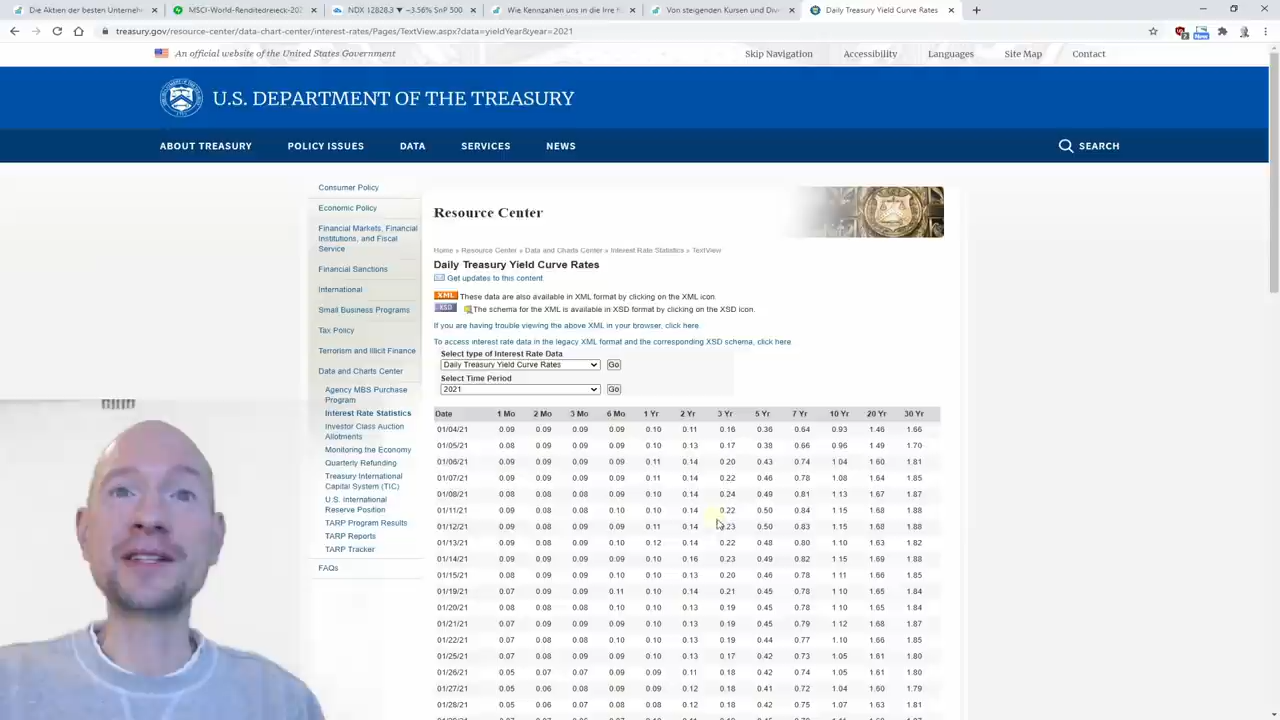 Die Aktien der besten Unternehm
MSCI-World-Renditedreieck-202
NDX 12828.3 ▼ −3.56% SnP 500
Wie Kennzahlen uns in die Irre f
Von steigenden Kursen und Div
Daily Treasury Yield Curve Rates
treasury.gov/resource-center/data-chart-center/interest-rates/Pages/TextView.aspx?data=yieldYear&year=2021
An official website of the United States Government
Skip Navigation Accessibility Languages Site Map Contact
U.S. DEPARTMENT OF THE TREASURY
ABOUT TREASURY POLICY ISSUES DATA SERVICES NEWS SEARCH
Consumer Policy
Economic Policy
Financial Markets, Financial
Institutions, and Fiscal
Service
Financial Sanctions
International
Small Business Programs
Tax Policy
Terrorism and Illicit Finance
Data and Charts Center
Agency MBS Purchase
Program
Interest Rate Statistics
Investor Class Auction
Allotments
Monitoring the Economy
Quarterly Refunding
Treasury International
Capital System (TIC)
U.S. International
Reserve Position
TARP Program Results
TARP Reports
TARP Tracker
FAQs
Resource Center
Home » Resource Center » Data and Charts Center » Interest Rate Statistics » TextView
Daily Treasury Yield Curve Rates
Get updates to this content
XML These data are also available in XML format by clicking on the XML icon.
XSD The schema for the XML is available in XSD format by clicking on the XSD icon.
If you are having trouble viewing the above XML in your browser, click here
To access interest rate data in the legacy XML format and the corresponding XSD schema, click here
Select type of Interest Rate Data
Daily Treasury Yield Curve Rates Go
Select Time Period
2021 Go
Date 1 Mo 2 Mo 3 Mo 6 Mo 1 Yr 2 Yr 3 Yr 5 Yr 7 Yr 10 Yr 20 Yr 30 Yr
01/04/21 0.09 0.09 0.09 0.09 0.10 0.11 0.16 0.36 0.64 0.93 1.46 1.66
01/05/21 0.08 0.09 0.09 0.09 0.10 0.13 0.17 0.38 0.66 0.96 1.49 1.70
01/06/21 0.09 0.09 0.09 0.09 0.11 0.14 0.20 0.43 0.74 1.04 1.60 1.81
01/07/21 0.09 0.09 0.09 0.09 0.11 0.14 0.22 0.46 0.78 1.08 1.64 1.85
01/08/21 0.08 0.08 0.08 0.09 0.10 0.14 0.24 0.49 0.81 1.13 1.67 1.87
01/11/21 0.09 0.08 0.08 0.10 0.10 0.14 0.22 0.50 0.84 1.15 1.68 1.88
01/12/21 0.09 0.08 0.09 0.09 0.11 0.14 0.23 0.50 0.83 1.15 1.68 1.88
01/13/21 0.09 0.08 0.09 0.10 0.12 0.14 0.22 0.48 0.80 1.10 1.63 1.82
01/14/21 0.09 0.09 0.09 0.09 0.10 0.16 0.23 0.49 0.82 1.15 1.69 1.88
01/15/21 0.08 0.09 0.09 0.10 0.10 0.13 0.20 0.46 0.78 1.11 1.66 1.85
01/19/21 0.07 0.09 0.09 0.11 0.10 0.14 0.21 0.45 0.78 1.10 1.66 1.84
01/20/21 0.08 0.08 0.08 0.10 0.10 0.13 0.19 0.45 0.78 1.10 1.65 1.84
01/21/21 0.07 0.08 0.09 0.09 0.10 0.13 0.19 0.45 0.79 1.12 1.68 1.87
01/22/21 0.07 0.08 0.08 0.10 0.10 0.13 0.19 0.44 0.77 1.10 1.66 1.85
01/25/21 0.07 0.08 0.09 0.09 0.10 0.13 0.17 0.42 0.73 1.05 1.61 1.80
01/26/21 0.05 0.07 0.07 0.09 0.09 0.11 0.18 0.42 0.74 1.05 1.61 1.80
01/27/21 0.05 0.06 0.08 0.09 0.09 0.12 0.18 0.41 0.72 1.04 1.60 1.79
01/28/21 0.05 0.06 0.07 0.08 0.08 0.12 0.18 0.42 0.75 1.07 1.63 1.81